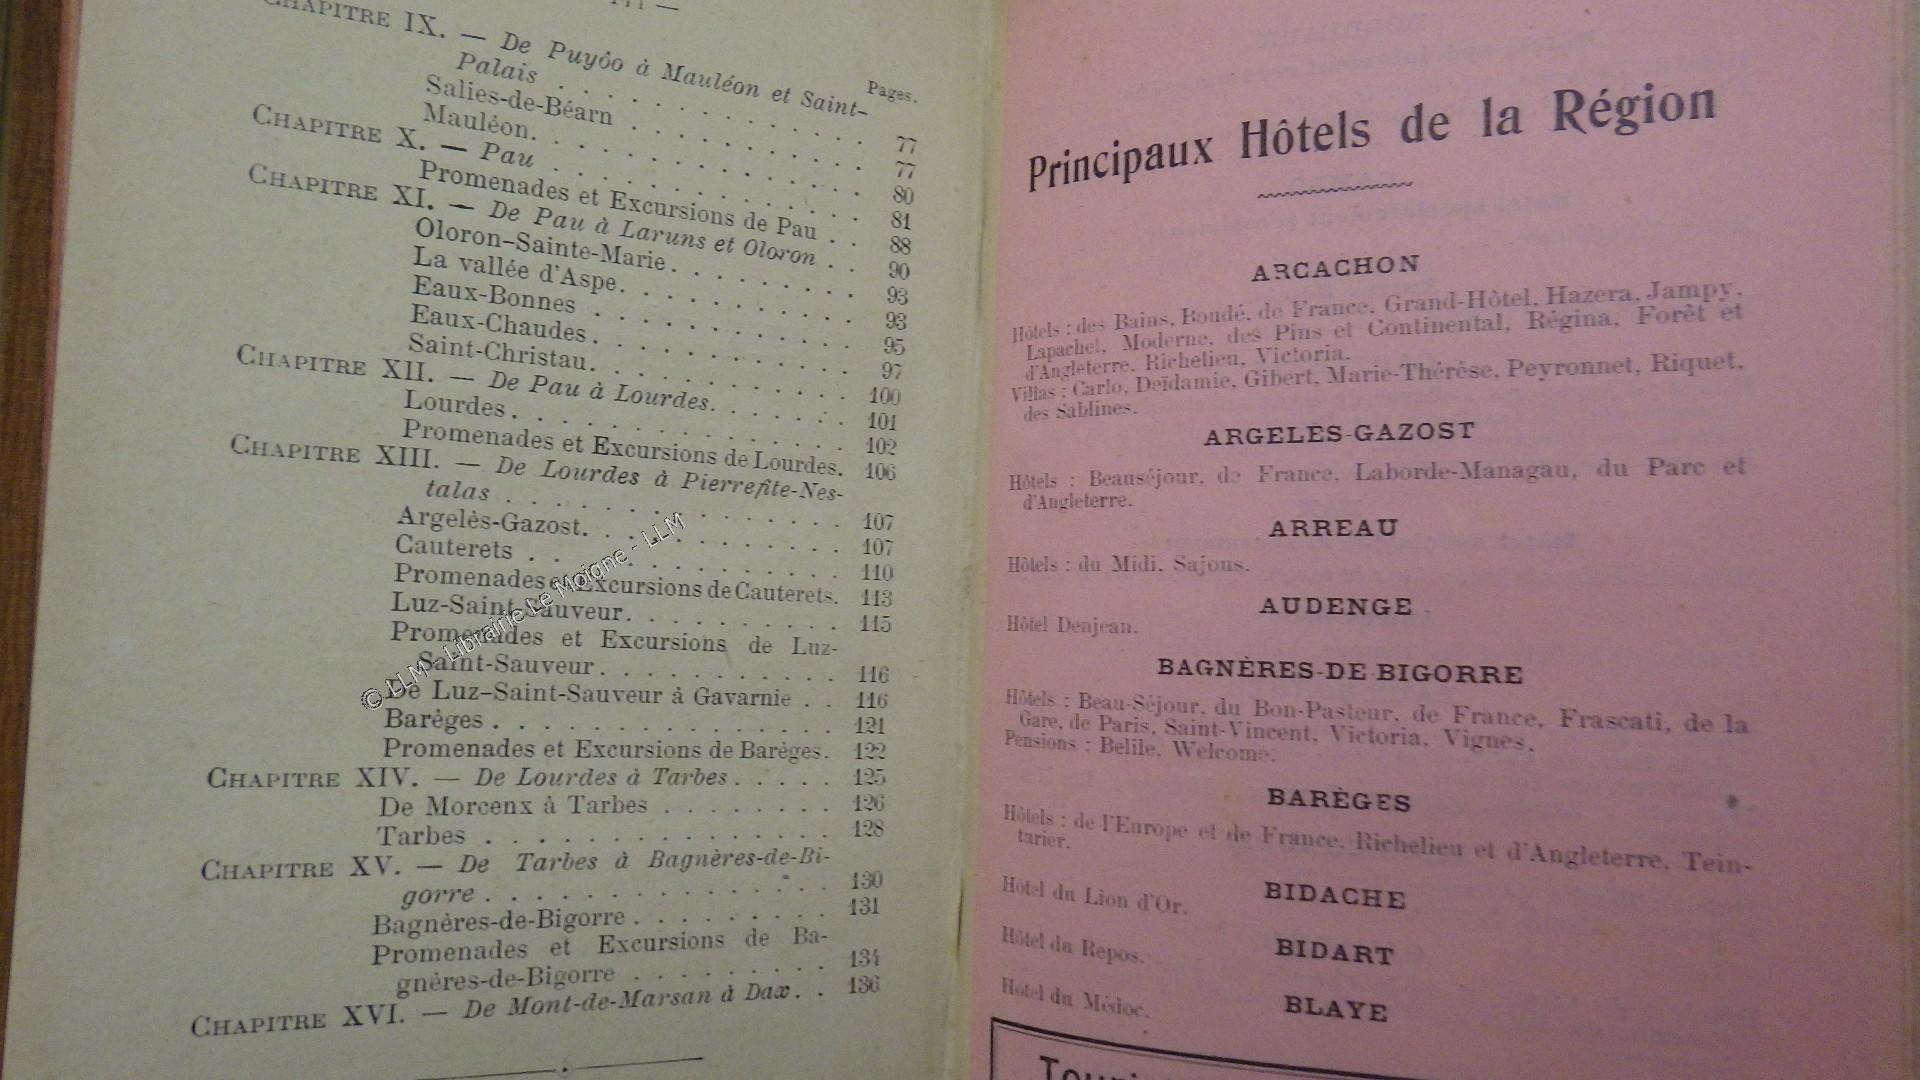 CHAPITRE IX. — De Puyôo à Mauléon et Saint-
Pages.
Palais . . . . . . . . . . . . 77
Salies-de-Béarn . . . . . . . . . 77
Mauléon. . . . . . . . . . . . . 80
CHAPITRE X. — Pau . . . . . . . . . . . . 81
Promenades et Excursions de Pau . . 88
CHAPITRE XI. — De Pau à Laruns et Oloron . . 90
Oloron-Sainte-Marie. . . . . . . . 93
La vallée d'Aspe. . . . . . . . . 93
Eaux-Bonnes . . . . . . . . . . 95
Eaux-Chaudes. . . . . . . . . . 97
Saint-Christau. . . . . . . . . . 100
CHAPITRE XII. — De Pau à Lourdes. . . . . . 101
Lourdes. . . . . . . . . . . . . 102
Promenades et Excursions de Lourdes. 106
CHAPITRE XIII. — De Lourdes à Pierrefite-Nes-
talas . . . . . . . . . . . . . 107
Argelès-Gazost. . . . . . . . . . 107
Cauterets . . . . . . . . . . . . 110
Promenades et Excursions de Cauterets. 113
Luz-Saint-Sauveur. . . . . . . . . 115
Promenades et Excursions de Luz-
Saint-Sauveur . . . . . . . . . . 116
De Luz-Saint-Sauveur à Gavarnie . . 116
Barèges . . . . . . . . . . . . . 121
Promenades et Excursions de Barèges. 122
CHAPITRE XIV. — De Lourdes à Tarbes . . . . . 125
De Morcenx à Tarbes . . . . . . . 126
Tarbes . . . . . . . . . . . . . 128
CHAPITRE XV. — De Tarbes à Bagnères-de-Bi-
gorre . . . . . . . . . . . . . 130
Bagnères-de-Bigorre . . . . . . . . 131
Promenades et Excursions de Ba-
gnères-de-Bigorre . . . . . . . . 134
CHAPITRE XVI. — De Mont-de-Marsan à Dax. . . 136
© LLM - Librairie Le Moigne - LLM
Principaux Hôtels de la Région
ARCACHON
Hôtels : des Bains, Boudé, de France, Grand-Hôtel, Hazera, Jampy,
Lapachet, Moderne, des Pins et Continental, Régina, Forêt et
d'Angleterre, Richelieu, Victoria.
Villas : Carlo, Deïdamie, Gibert, Marie-Thérèse, Peyronnet, Riquet,
des Sablines.
ARGELÈS-GAZOST
Hôtels : Beauséjour, de France, Laborde-Managau, du Parc et
d'Angleterre.
ARREAU
Hôtels : du Midi, Sajous.
AUDENGE
Hôtel Denjean.
BAGNÈRES-DE-BIGORRE
Hôtels : Beau-Séjour, du Bon-Pasteur, de France, Frascati, de la
Gare, de Paris, Saint-Vincent, Victoria, Vignes.
Pensions : Belile, Welcome.
BARÈGES
Hôtels : de l'Europe et de France, Richelieu et d'Angleterre, Tein-
tarier.
BIDACHE
Hôtel du Lion d'Or.
BIDART
Hôtel du Repos.
BLAYE
Hotel du Médoc.